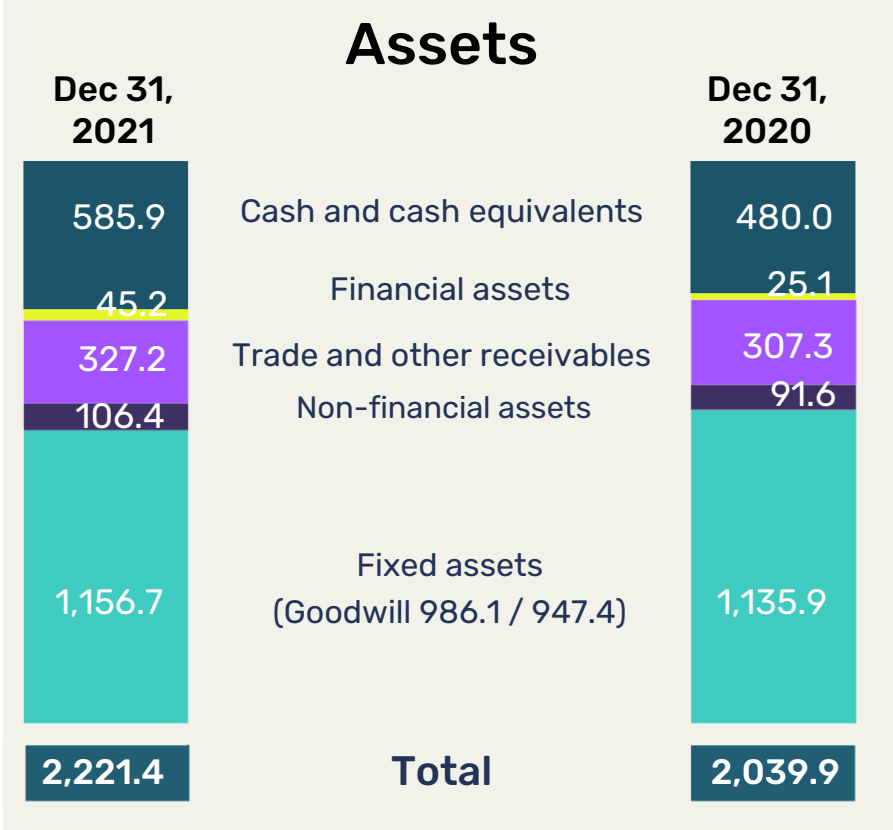 Assets
Dec 31,
2021
Dec 31,
2020
585.9
Cash and cash equivalents
480.0
45.2
Financial assets
25.1
327.2
Trade and other receivables
307.3
106.4
Non-financial assets
91.6
1,156.7
Fixed assets
(Goodwill 986.1 / 947.4)
1,135.9
2,221.4
Total
2,039.9